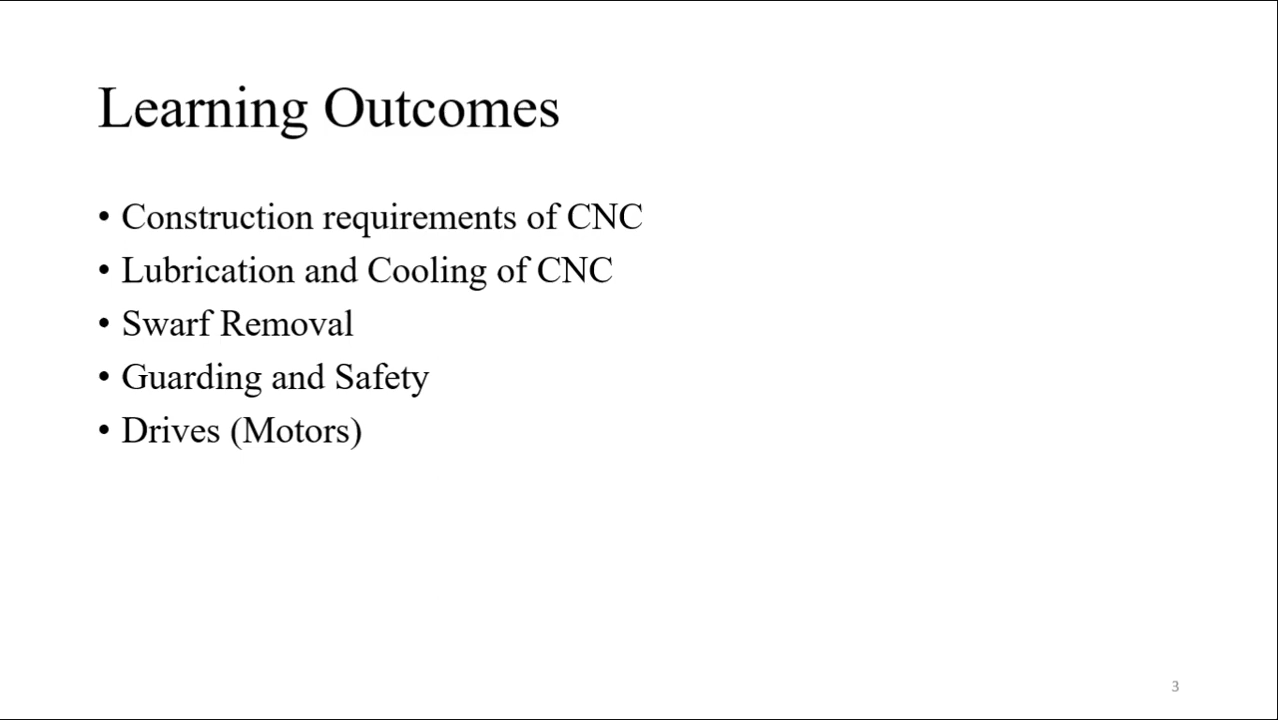 Learning Outcomes
• Construction requirements of CNC
• Lubrication and Cooling of CNC
• Swarf Removal
• Guarding and Safety
• Drives (Motors)
3